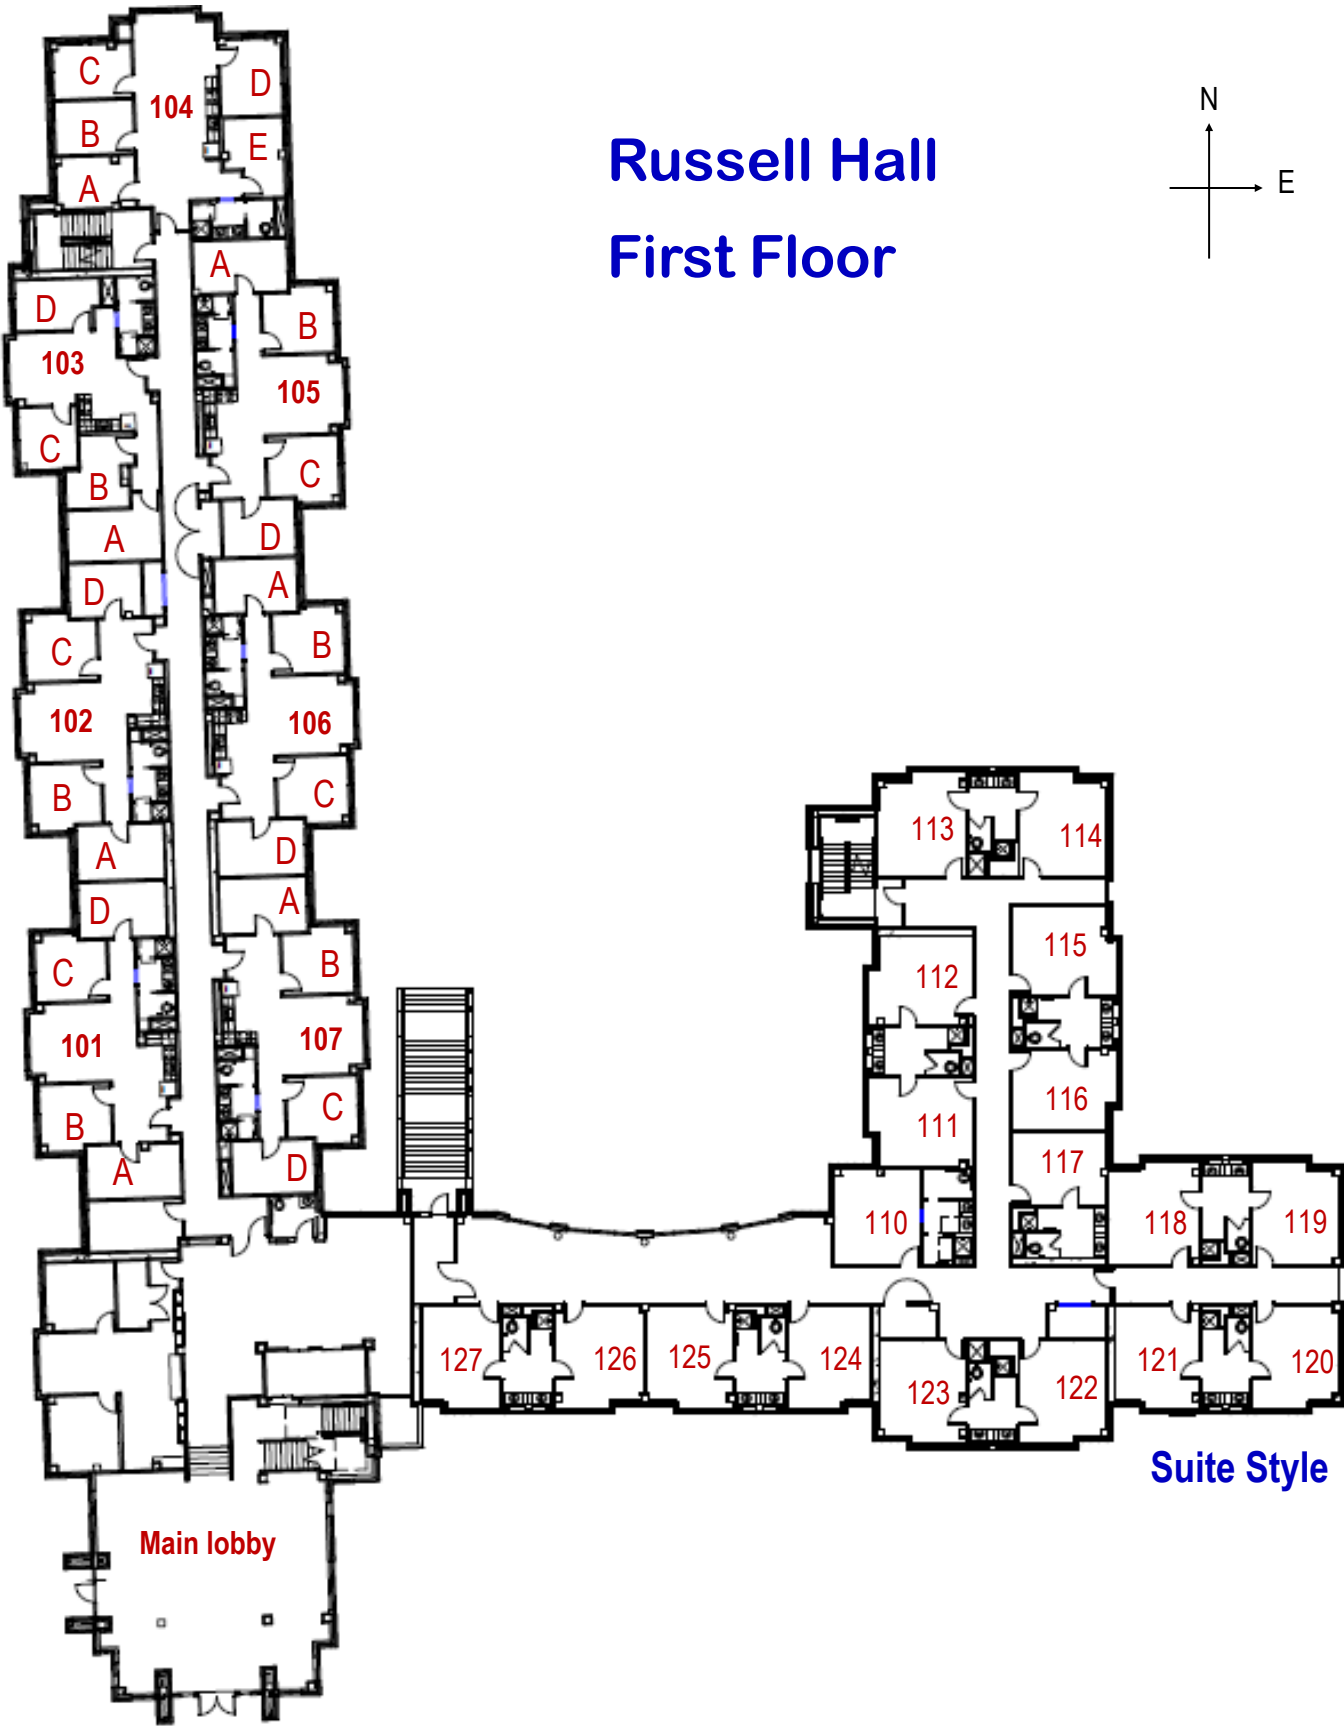 Russell Hall
First Floor
N
E
C
D
104
B
E
A
A
D
B
103
105
C
C
B
A
D
D
A
C
B
102
106
B
C
A
D
D
A
C
B
101
107
B
C
A
D
113
114
115
112
116
111
117
110
118
119
127
126
125
124
123
122
121
120
Suite Style
Main lobby